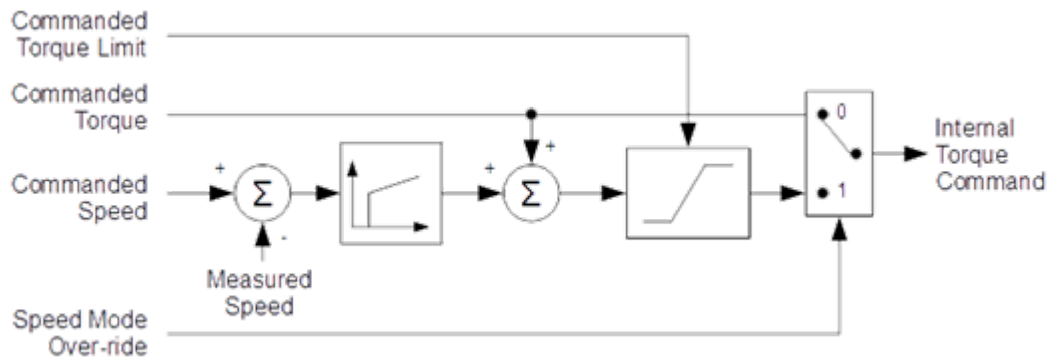 Commanded
Torque Limit
Commanded
Torque
0
Internal
Torque
Command
+
+
+
Σ
Σ
Commanded
Speed
1
-
Measured
Speed
Speed Mode
Over-ride